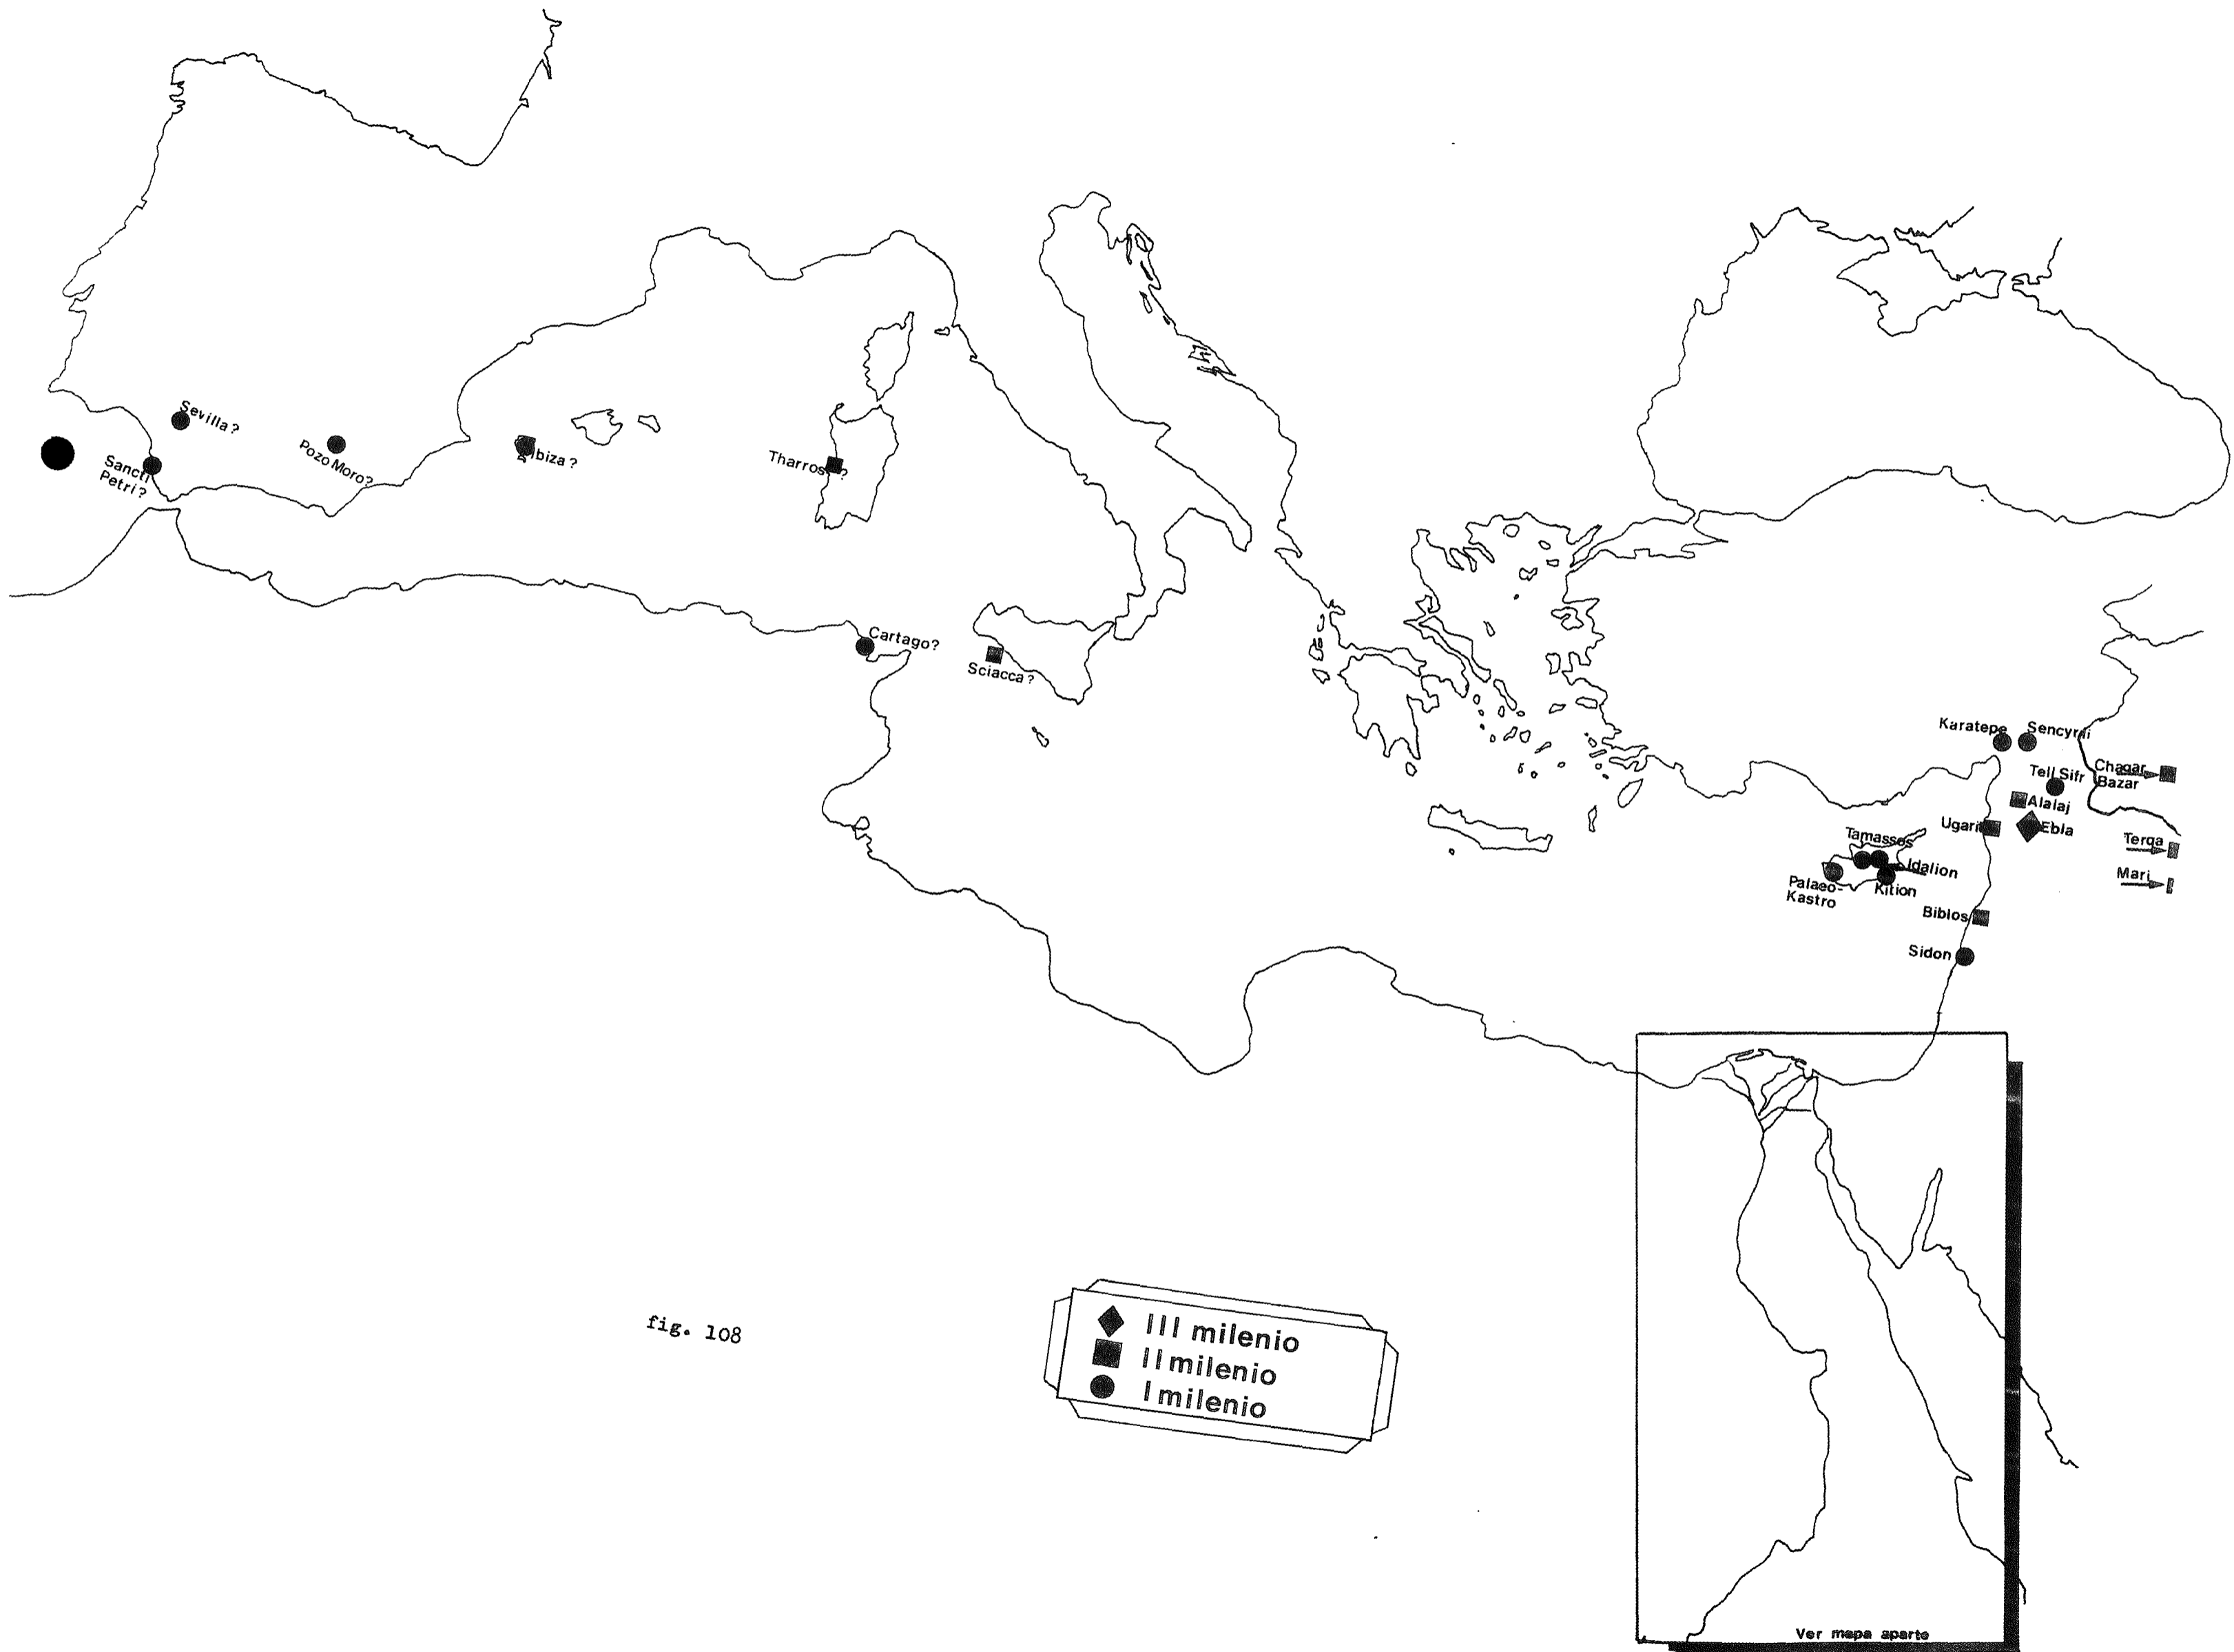 Sevilla?
Sancti
Petri?
Pozo Moro?
Ibiza?
Tharros?
Cartago?
Sciacca?
Karatepe
Sencyrli
Tell Sifr
Chagar
Bazar
Alalaj
Ugarit
Ebla
Terqa
Mari
Tamassos
Idalion
Palaeo-
Kastro
Kition
Biblos
Sidon
fig. 108
III milenio
II milenio
I milenio
Ver mapa aparte